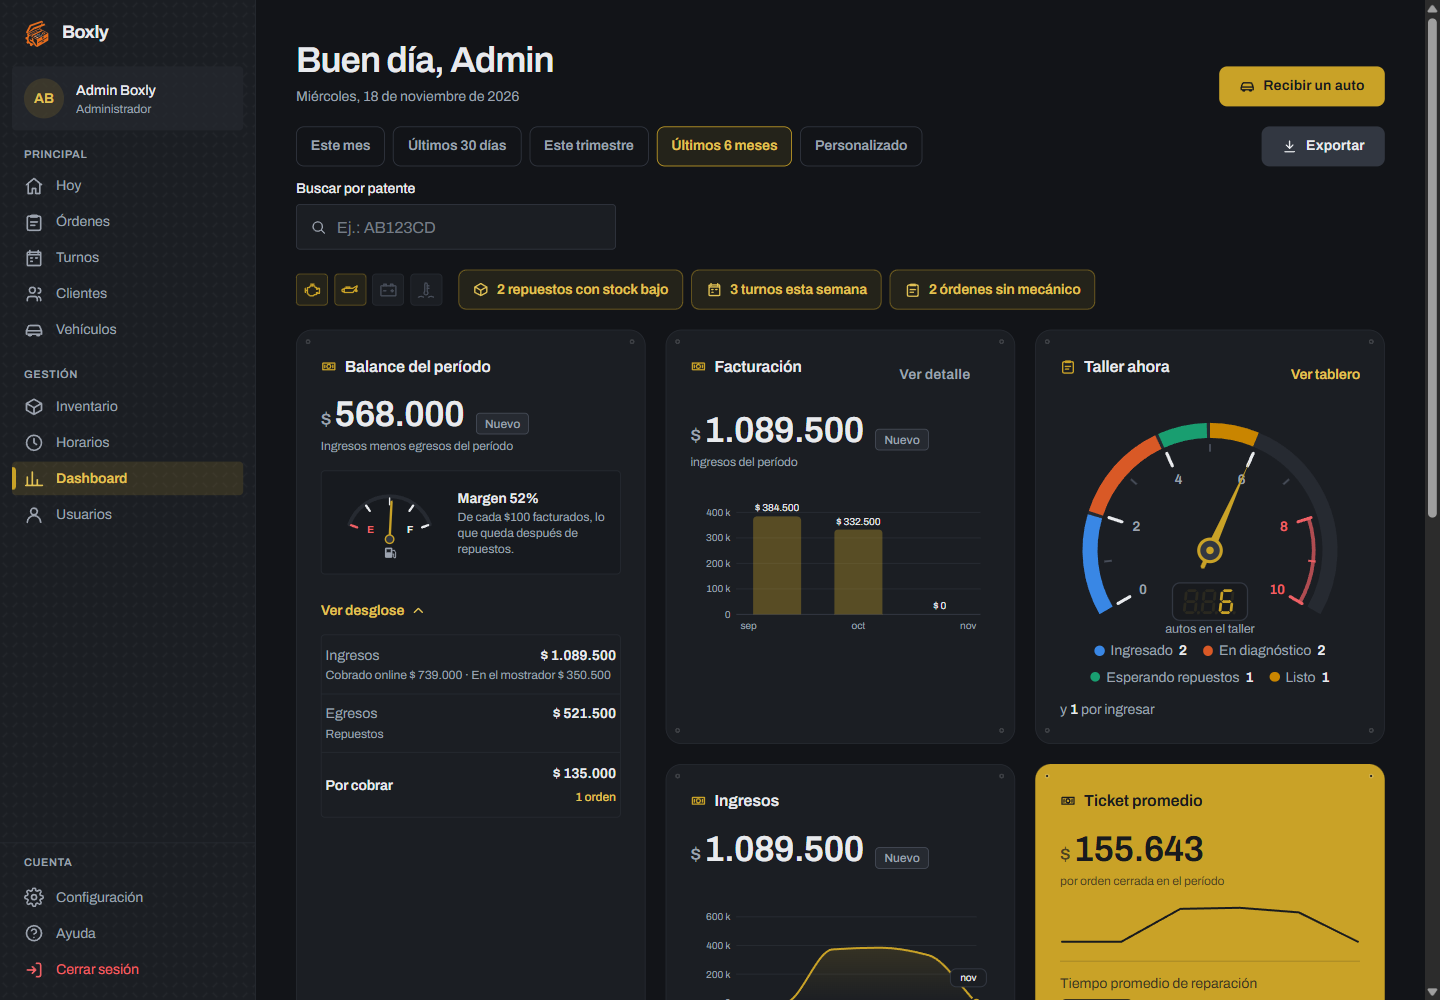 Boxly
AB
Admin Boxly
Administrador
PRINCIPAL
Hoy
Órdenes
Turnos
Clientes
Vehículos
GESTIÓN
Inventario
Horarios
Dashboard
Usuarios
CUENTA
Configuración
Ayuda
Cerrar sesión
Buen día, Admin
Miércoles, 18 de noviembre de 2026
Recibir un auto
Este mes
Últimos 30 días
Este trimestre
Últimos 6 meses
Personalizado
Exportar
Buscar por patente
Ej.: AB123CD
2 repuestos con stock bajo
3 turnos esta semana
2 órdenes sin mecánico
Balance del período
$ 568.000 Nuevo
Ingresos menos egresos del período
E F
Margen 52%
De cada $100 facturados, lo
que queda después de
repuestos.
Ver desglose
Ingresos $ 1.089.500
Cobrado online $ 739.000 · En el mostrador $ 350.500
Egresos $ 521.500
Repuestos
Por cobrar $ 135.000
1 orden
Facturación
Ver detalle
$ 1.089.500 Nuevo
ingresos del período
400 k
300 k
200 k
100 k
0
$ 384.500
$ 332.500
$ 0
sep oct nov
Taller ahora
Ver tablero
0
2
4
6
8
10
6
autos en el taller
Ingresado 2
En diagnóstico 2
Esperando repuestos 1
Listo 1
y 1 por ingresar
Ingresos
$ 1.089.500 Nuevo
600 k
400 k
200 k
nov
Ticket promedio
$ 155.643
por orden cerrada en el período
Tiempo promedio de reparación